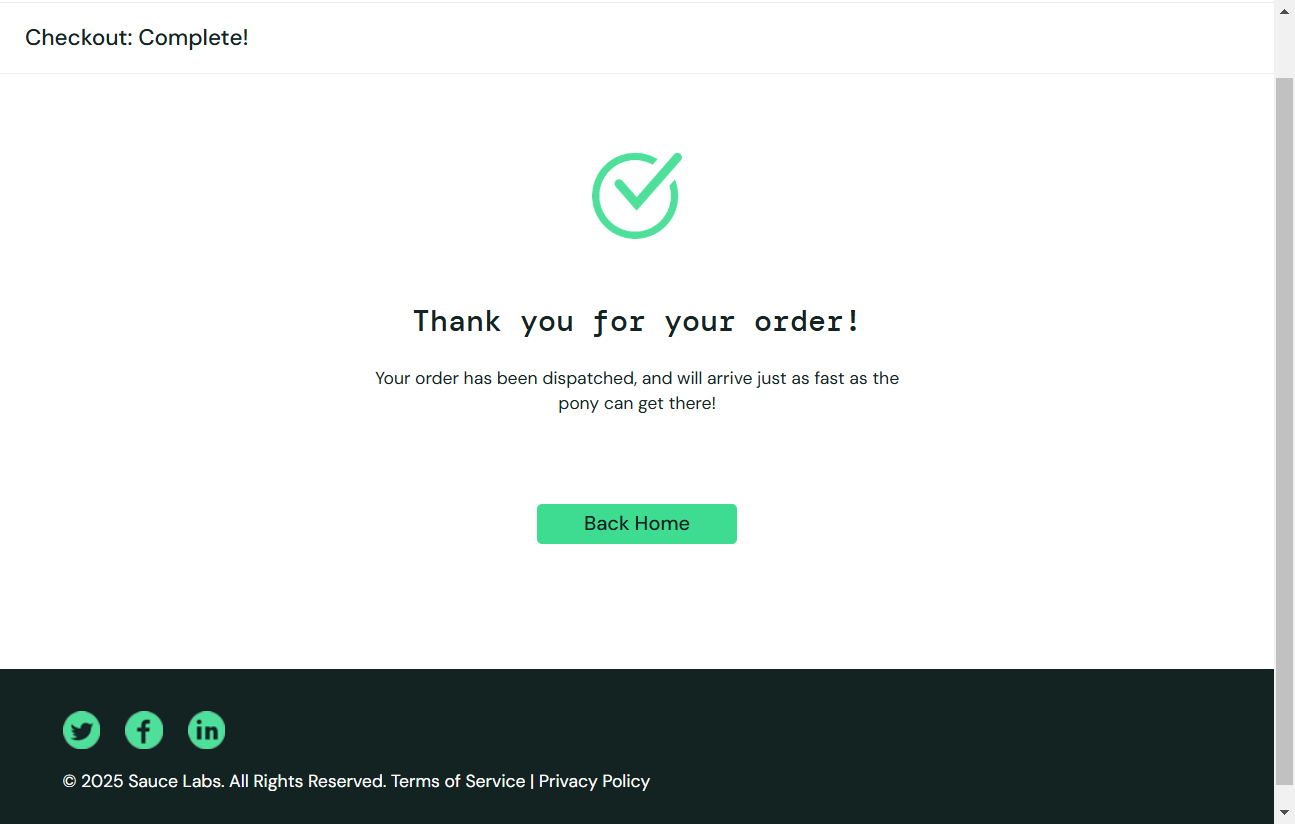 Checkout: Complete!
Thank you for your order!
Your order has been dispatched, and will arrive just as fast as the
pony can get there!
Back Home
© 2025 Sauce Labs. All Rights Reserved. Terms of Service | Privacy Policy